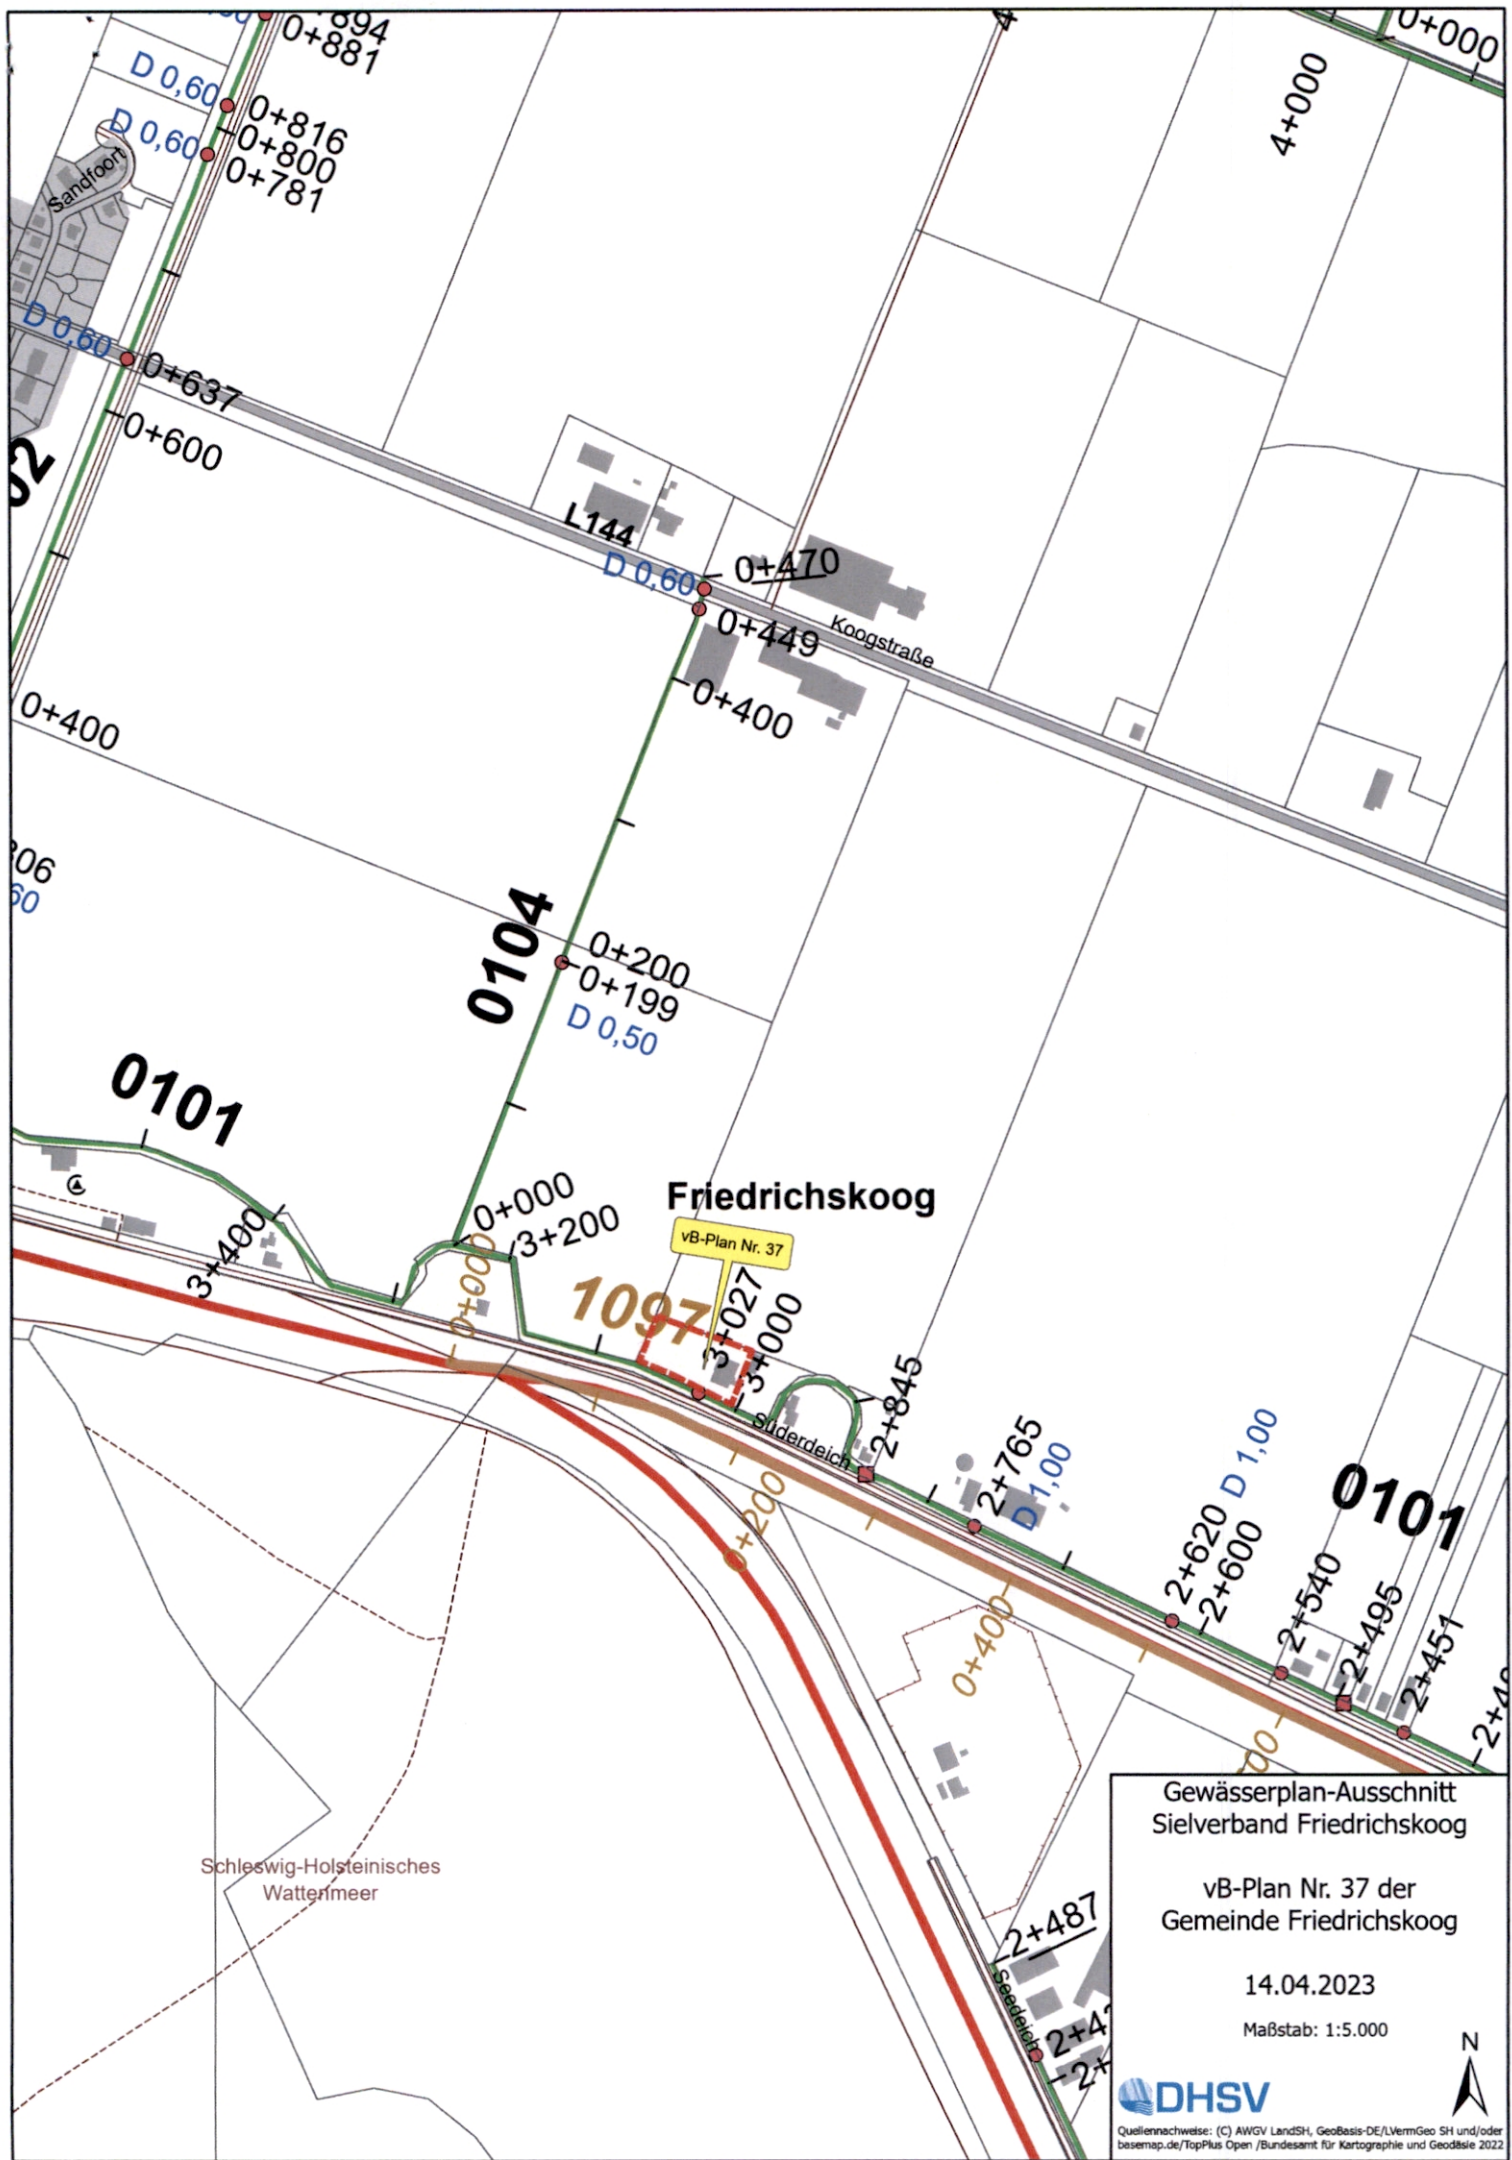 0+881
D 0,60
0+816
0+800
D 0,60
0+781
Sandfoort
D 0,60
0+637
0+600
0+400
0+000
4+000
L144
D 0,60
0+470
0+449
Koogstraße
0+400
0104
0+200
0+199
D 0,50
0101
0+000
3+200
3+400
0+000
Friedrichskoog
vB-Plan Nr. 37
1097
3+027
3+000
Süderdeich
2+845
2+765
D 1,00
2+620
D 1,00
2+600
0101
2+540
2+495
2+451
0+200
0+400
Schleswig-Holsteinisches
Wattenmeer
2+487
Seedeich
Gewässerplan-Ausschnitt
Sielverband Friedrichskoog
vB-Plan Nr. 37 der
Gemeinde Friedrichskoog
14.04.2023
Maßstab: 1:5.000
N
DHSV
Quellennachweise: (C) AWGV LandSH, GeoBasis-DE/LVermGeo SH und/oder
basemap.de/TopPlus Open /Bundesamt für Kartographie und Geodäsie 2022